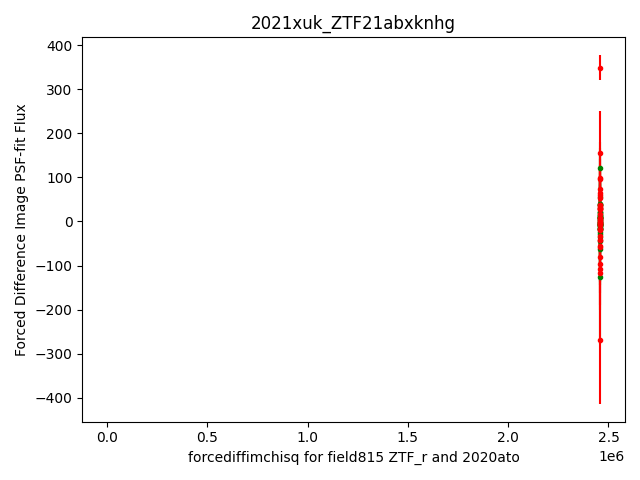 2021xuk_ZTF21abxknhg
Forced Difference Image PSF-fit Flux
400
300
200
100
0
−100
−200
−300
−400
0.0 0.5 1.0 1.5 2.0 2.5
1e6
forcediffimchisq for field815 ZTF_r and 2020ato